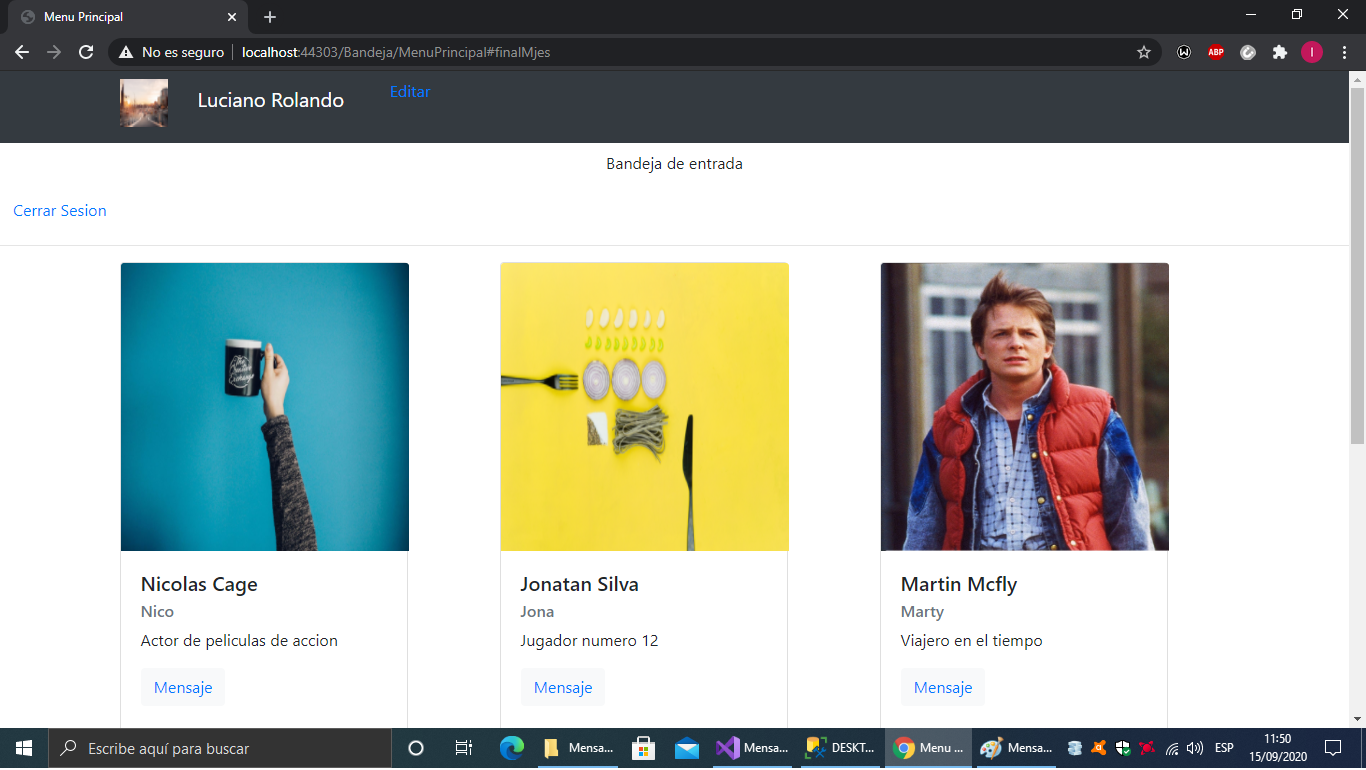 Menu Principal
No es seguro
localhost:44303/Bandeja/MenuPrincipal#finalMjes
ABP
I
Luciano Rolando
Editar
Bandeja de entrada
Cerrar Sesion
The
Exchange
Nicolas Cage
Nico
Actor de peliculas de accion
Mensaje
Jonatan Silva
Jona
Jugador numero 12
Mensaje
Martin Mcfly
Marty
Viajero en el tiempo
Mensaje
Escribe aquí para buscar
Mensa...
Mensa...
DESKT...
Menu ...
Mensa...
ESP
11:50
15/09/2020